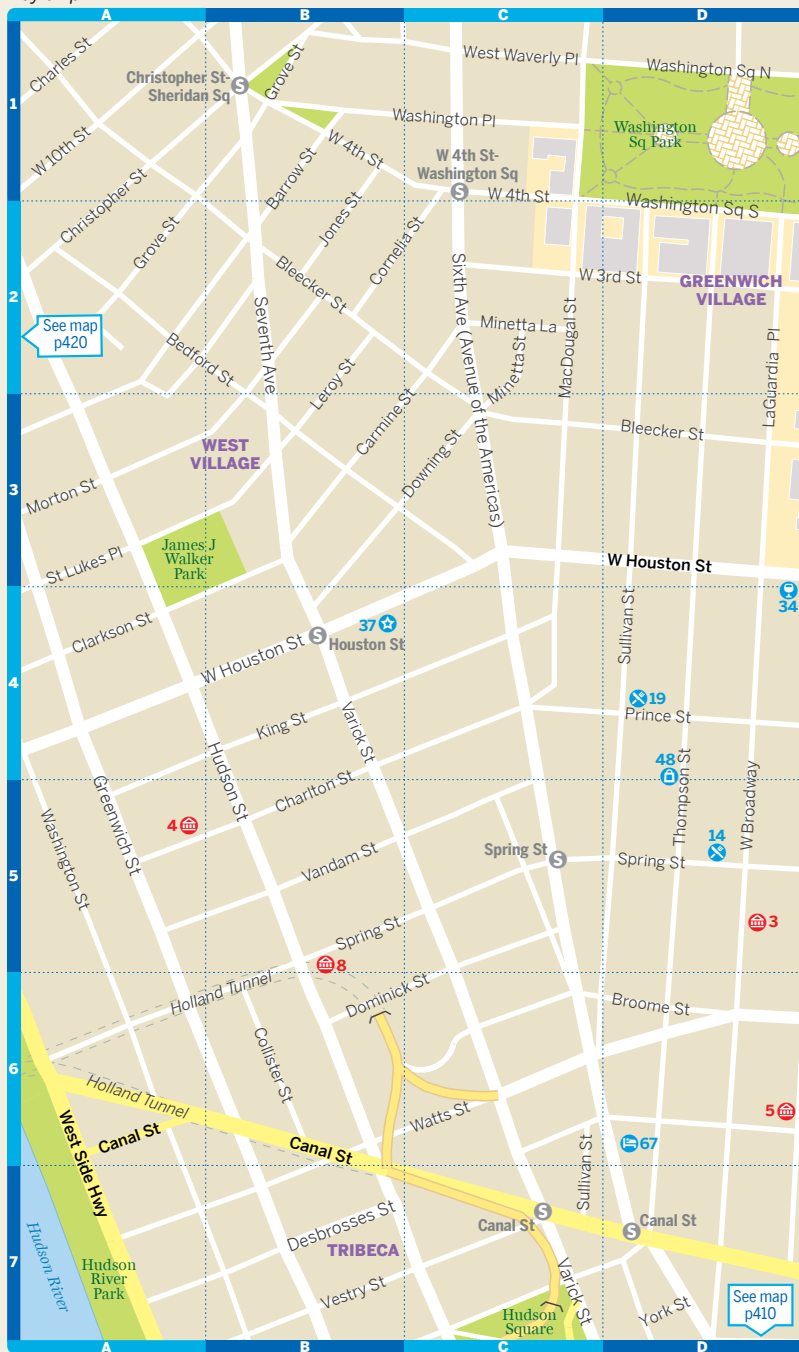 A B C D
1
Charles St
Christopher St-
Sheridan Sq
Grove St
West Waverly Pl
Washington Sq N
Washington Pl
Washington
Sq Park
W 10th St
W 4th St
W 4th St-
Washington Sq
W 4th St
Barrow St
Christopher St
Jones St
Washington Sq S
2
Grove St
Cornelia St
Bleecker St
W 3rd St
GREENWICH
VILLAGE
See map
p420
Seventh Ave
Sixth Ave (Avenue of the Americas)
Minetta La
Minetta St
MacDougal St
LaGuardia Pl
Bedford St
Leroy St
Carmine St
Bleecker St
3
WEST
VILLAGE
Downing St
Morton St
St Lukes Pl
James J
Walker
Park
W Houston St
34
4
Clarkson St
37
Houston St
W Houston St
Sullivan St
19
Prince St
King St
Varick St
48
Hudson St
Thompson St
W Broadway
5
Greenwich St
Charlton St
4
Washington St
Vandam St
Spring St
14
Spring St
3
Spring St
8
6
Holland Tunnel
Dominick St
Broome St
Collister St
Holland Tunnel
5
Watts St
West Side Hwy
Canal St
Canal St
67
Sullivan St
7
Hudson River
Desbrosses St
Canal St
Canal St
TRIBECA
Hudson
River
Park
Vestry St
Varick St
Hudson
Square
York St
See map
p410
A B C D